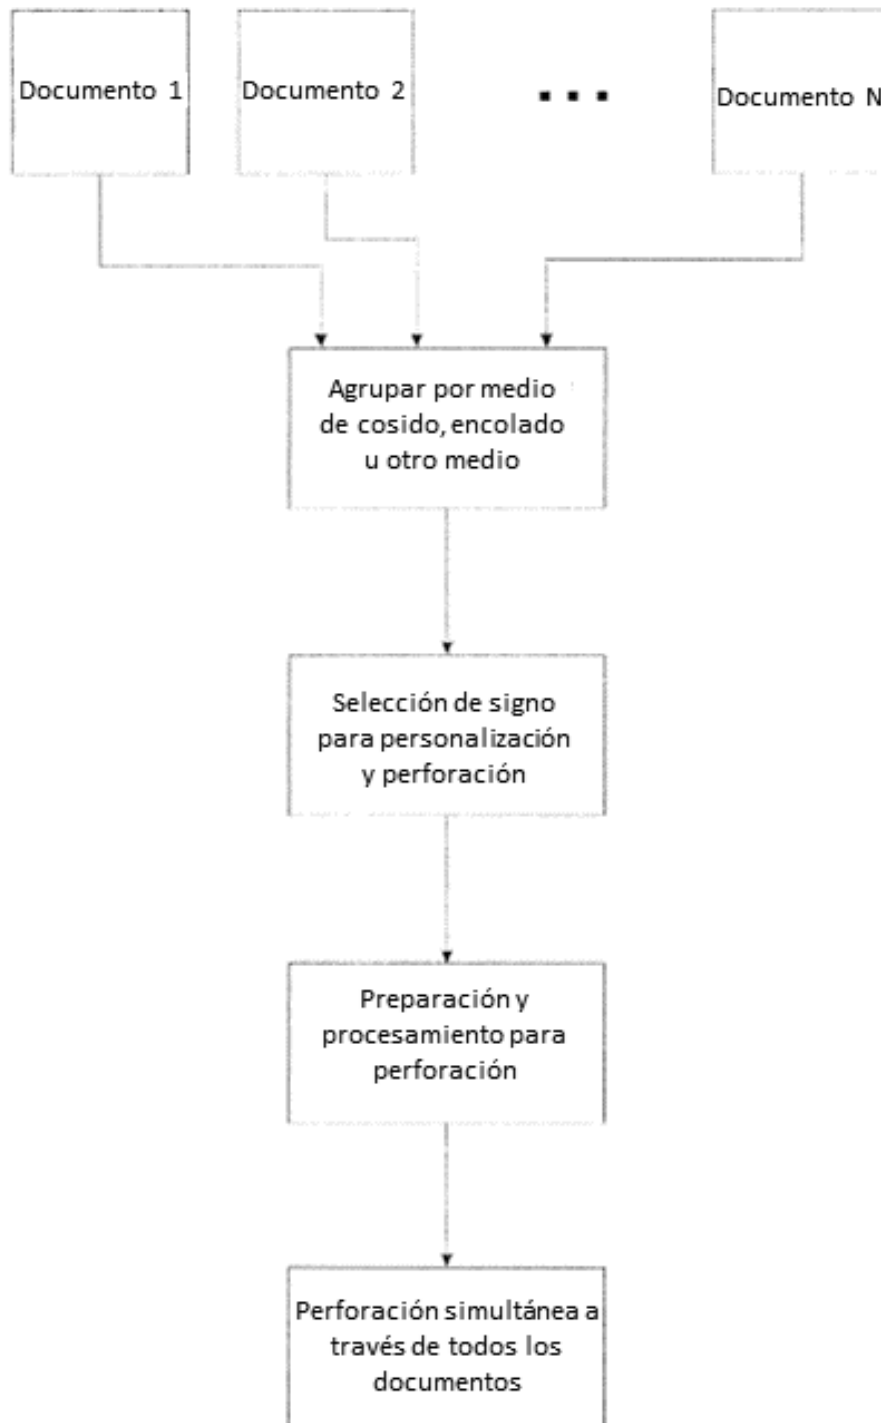 Documento 1
Documento 2
...
Documento N
Agrupar por medio
de cosido, encolado
u otro medio
Selección de signo
para personalización
y perforación
Preparación y
procesamiento para
perforación
Perforación simultánea a
través de todos los
documentos